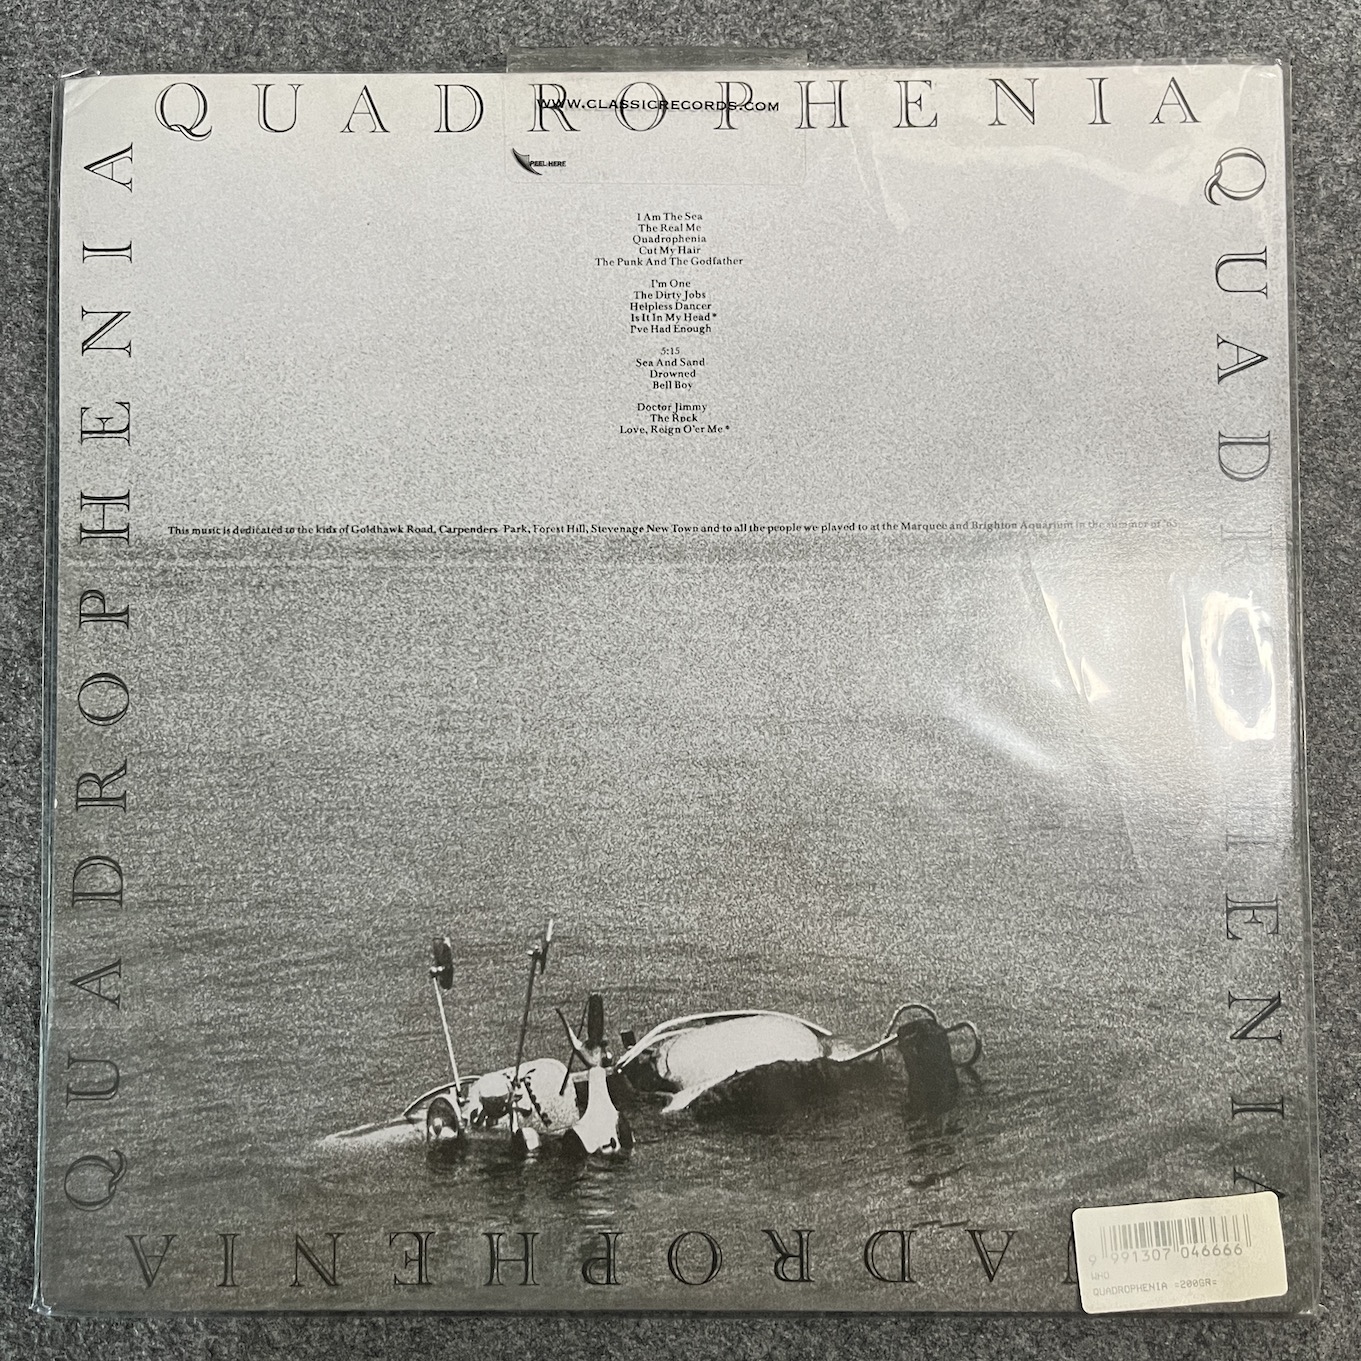 QUADROPHENIA
WWW.CLASSICRECORDS.COM
PEEL HERE
QUADROPHENIA
QUADROPHENIA
I Am The Sea
The Real Me
Quadrophenia
Cut My Hair
The Punk And The Godfather
I'm One
The Dirty Jobs
Helpless Dancer
Is It In My Head*
I've Had Enough
5:15
Sea And Sand
Drowned
Bell Boy
Doctor Jimmy
The Rock
Love, Reign O'er Me*
This music is dedicated to the kids of Goldhawk Road, Carpenders Park, Forest Hill, Stevenage New Town and to all the people we played to at the Marquee and Brighton Aquarium in the summer of
UADROPHENIA
9 991307 046666
WHO
QUADROPHENIA =200GR=